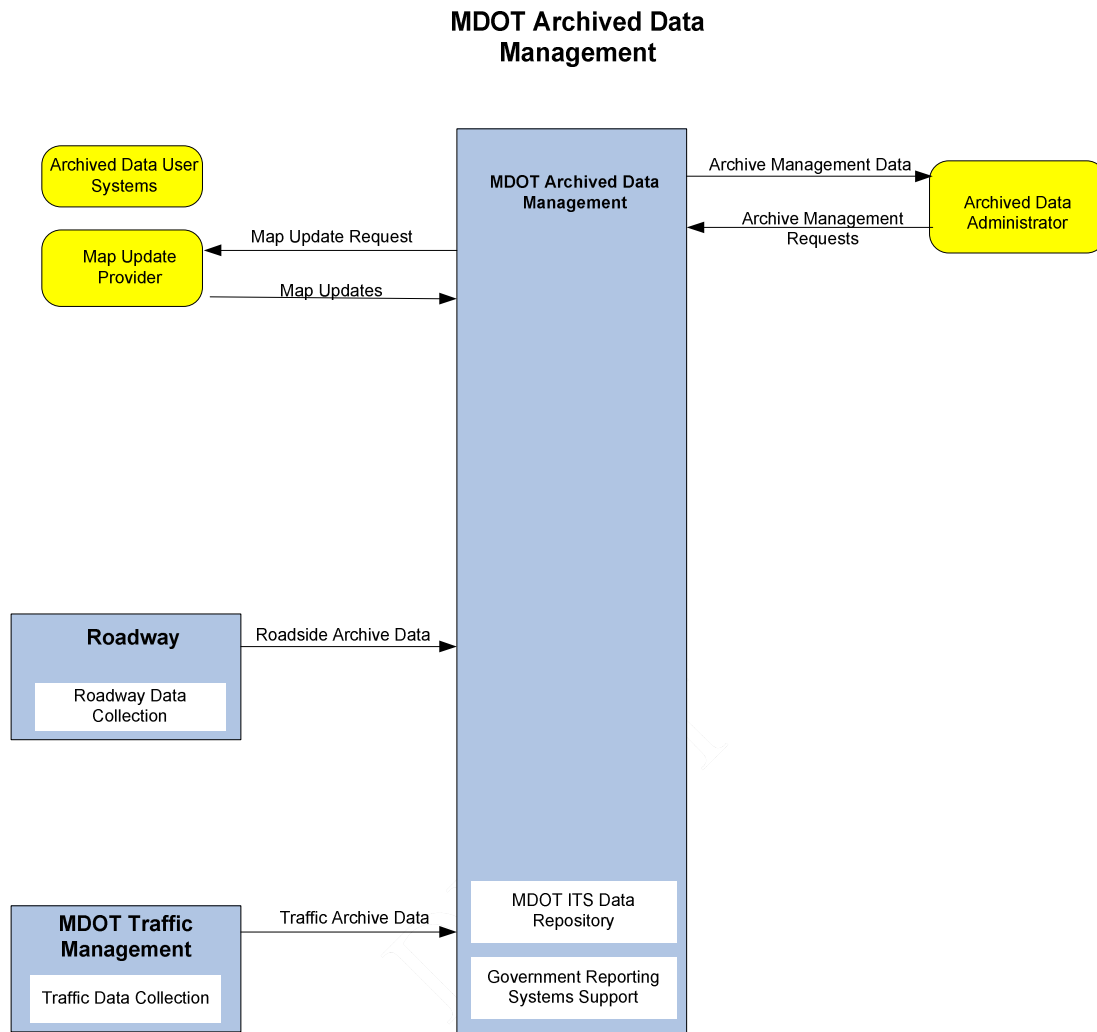 MDOT Archived Data
Management
Archived Data User
Systems
MDOT Archived Data
Management
Archive Management Data
Archived Data
Administrator
Archive Management
Requests
Map Update Request
Map Update
Provider
Map Updates
Roadway
Roadside Archive Data
Roadway Data
Collection
MDOT ITS Data
Repository
MDOT Traffic
Management
Traffic Archive Data
Government Reporting
Systems Support
Traffic Data Collection